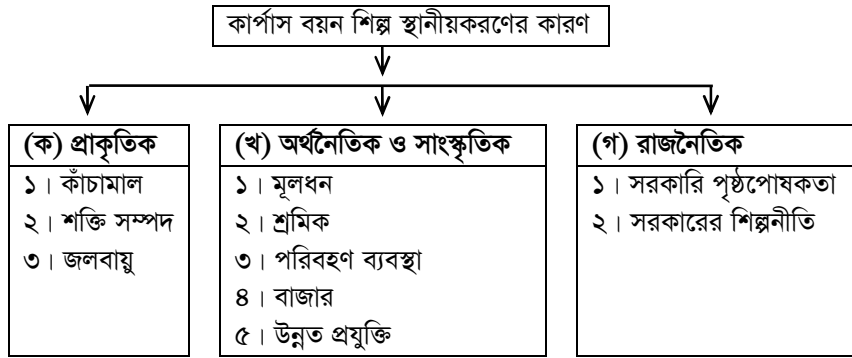 কার্পাস বয়ন শিল্প স্থানীয়করণের কারণ
(ক) প্রাকৃতিক
১। কাঁচামাল
২। শক্তি সম্পদ
৩। জলবায়ু
(খ) অর্থনৈতিক ও সাংস্কৃতিক
১। মূলধন
২। শ্রমিক
৩। পরিবহণ ব্যবস্থা
৪। বাজার
৫। উন্নত প্রযুক্তি
(গ) রাজনৈতিক
১। সরকারি পৃষ্ঠপোষকতা
২। সরকারের শিল্পনীতি